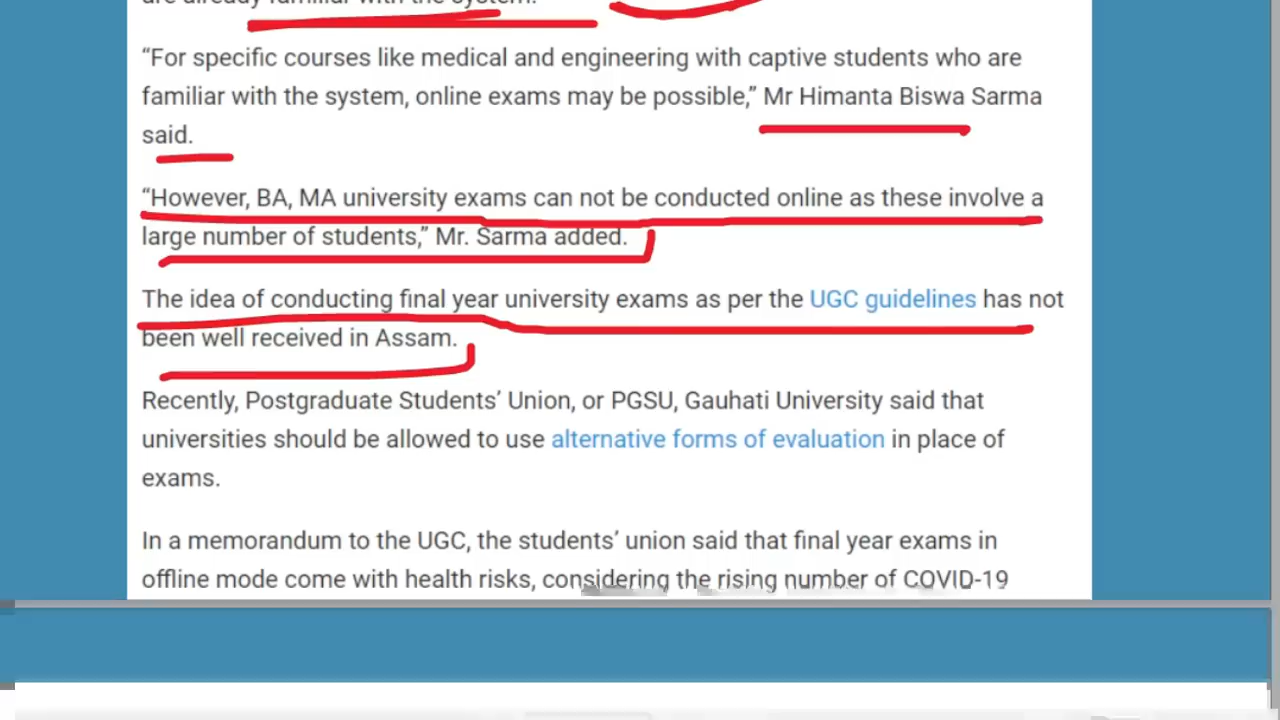 are already familiar with the system.
“For specific courses like medical and engineering with captive students who are
familiar with the system, online exams may be possible,” Mr Himanta Biswa Sarma
said.
“However, BA, MA university exams can not be conducted online as these involve a
large number of students,” Mr. Sarma added.
The idea of conducting final year university exams as per the UGC guidelines has not
been well received in Assam.
Recently, Postgraduate Students’ Union, or PGSU, Gauhati University said that
universities should be allowed to use alternative forms of evaluation in place of
exams.
In a memorandum to the UGC, the students’ union said that final year exams in
offline mode come with health risks, considering the rising number of COVID-19